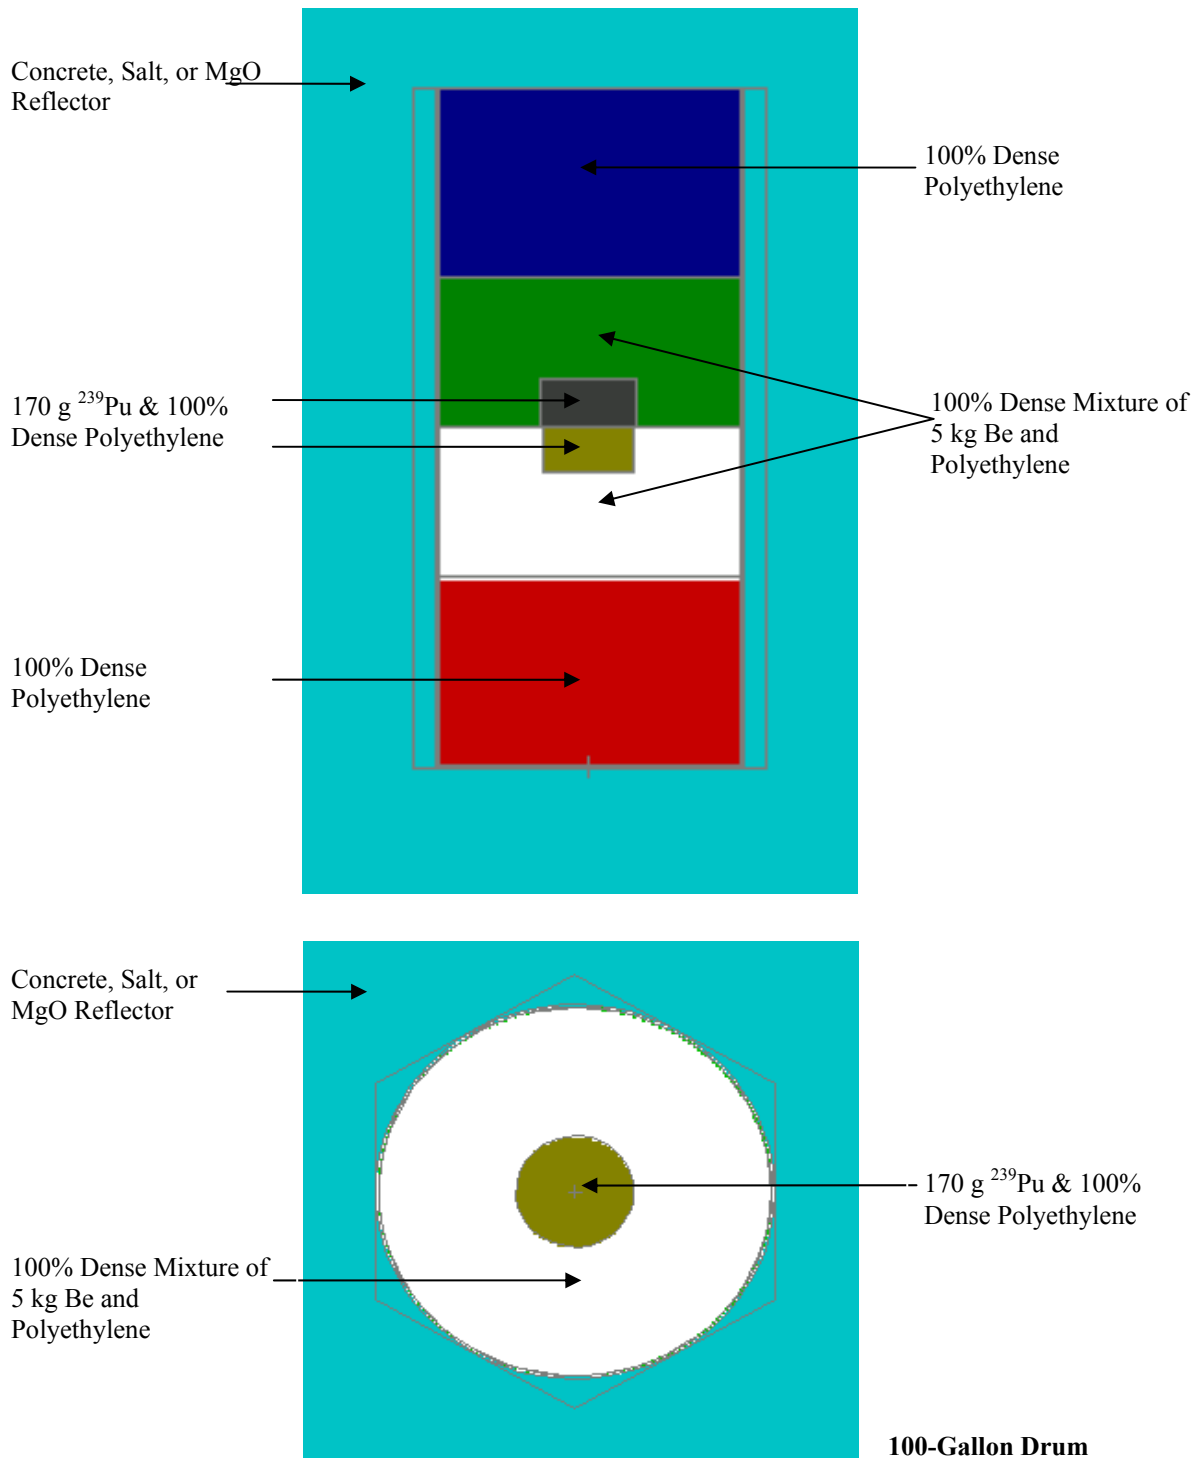 Concrete, Salt, or MgO
Reflector
100% Dense
Polyethylene
170 g ²³⁹Pu & 100%
Dense Polyethylene
100% Dense Mixture of
5 kg Be and
Polyethylene
100% Dense
Polyethylene
Concrete, Salt, or
MgO Reflector
170 g ²³⁹Pu & 100%
Dense Polyethylene
100% Dense Mixture of
5 kg Be and
Polyethylene
100-Gallon Drum